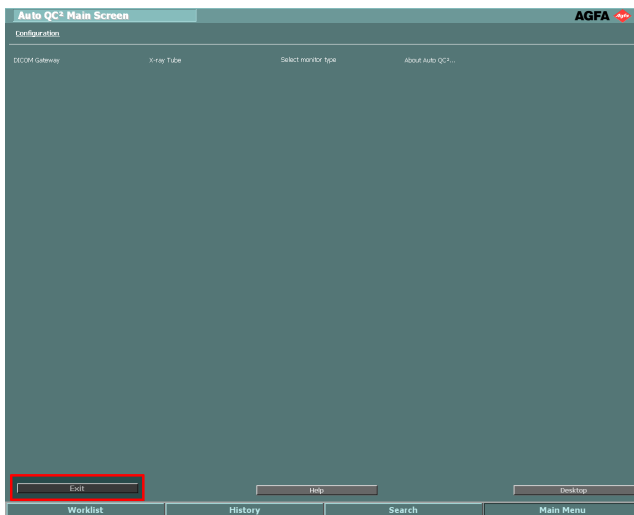 Auto QC² Main Screen
AGFA
Agfa
Configuration
DICOM Gateway X-ray Tube Select monitor type About Auto QC²...
Exit Help Desktop
Worklist History Search Main Menu